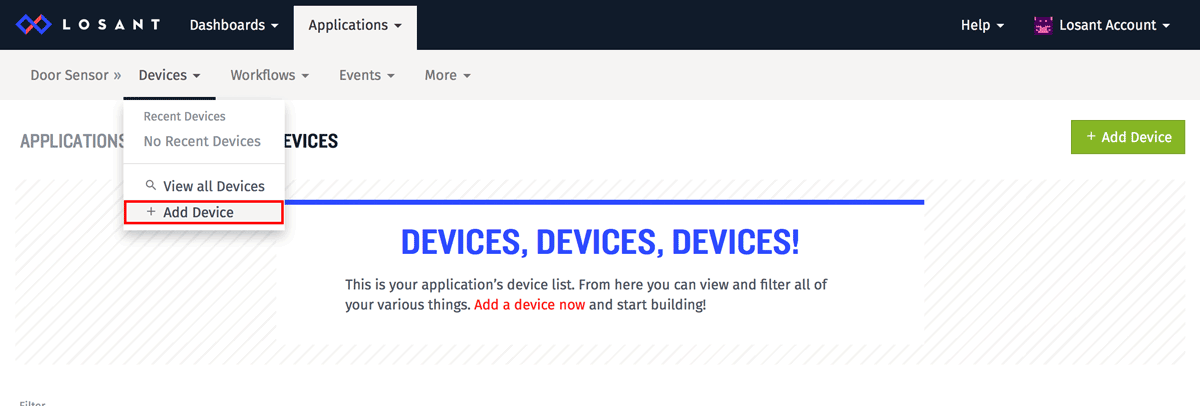 LOSANT Dashboards Applications Help Losant Account
Door Sensor » Devices Workflows Events More
Recent Devices
No Recent Devices
APPLICATIONS EVICES
+ Add Device
View all Devices
+ Add Device
DEVICES, DEVICES, DEVICES!
This is your application’s device list. From here you can view and filter all of
your various things. Add a device now and start building!
Filter